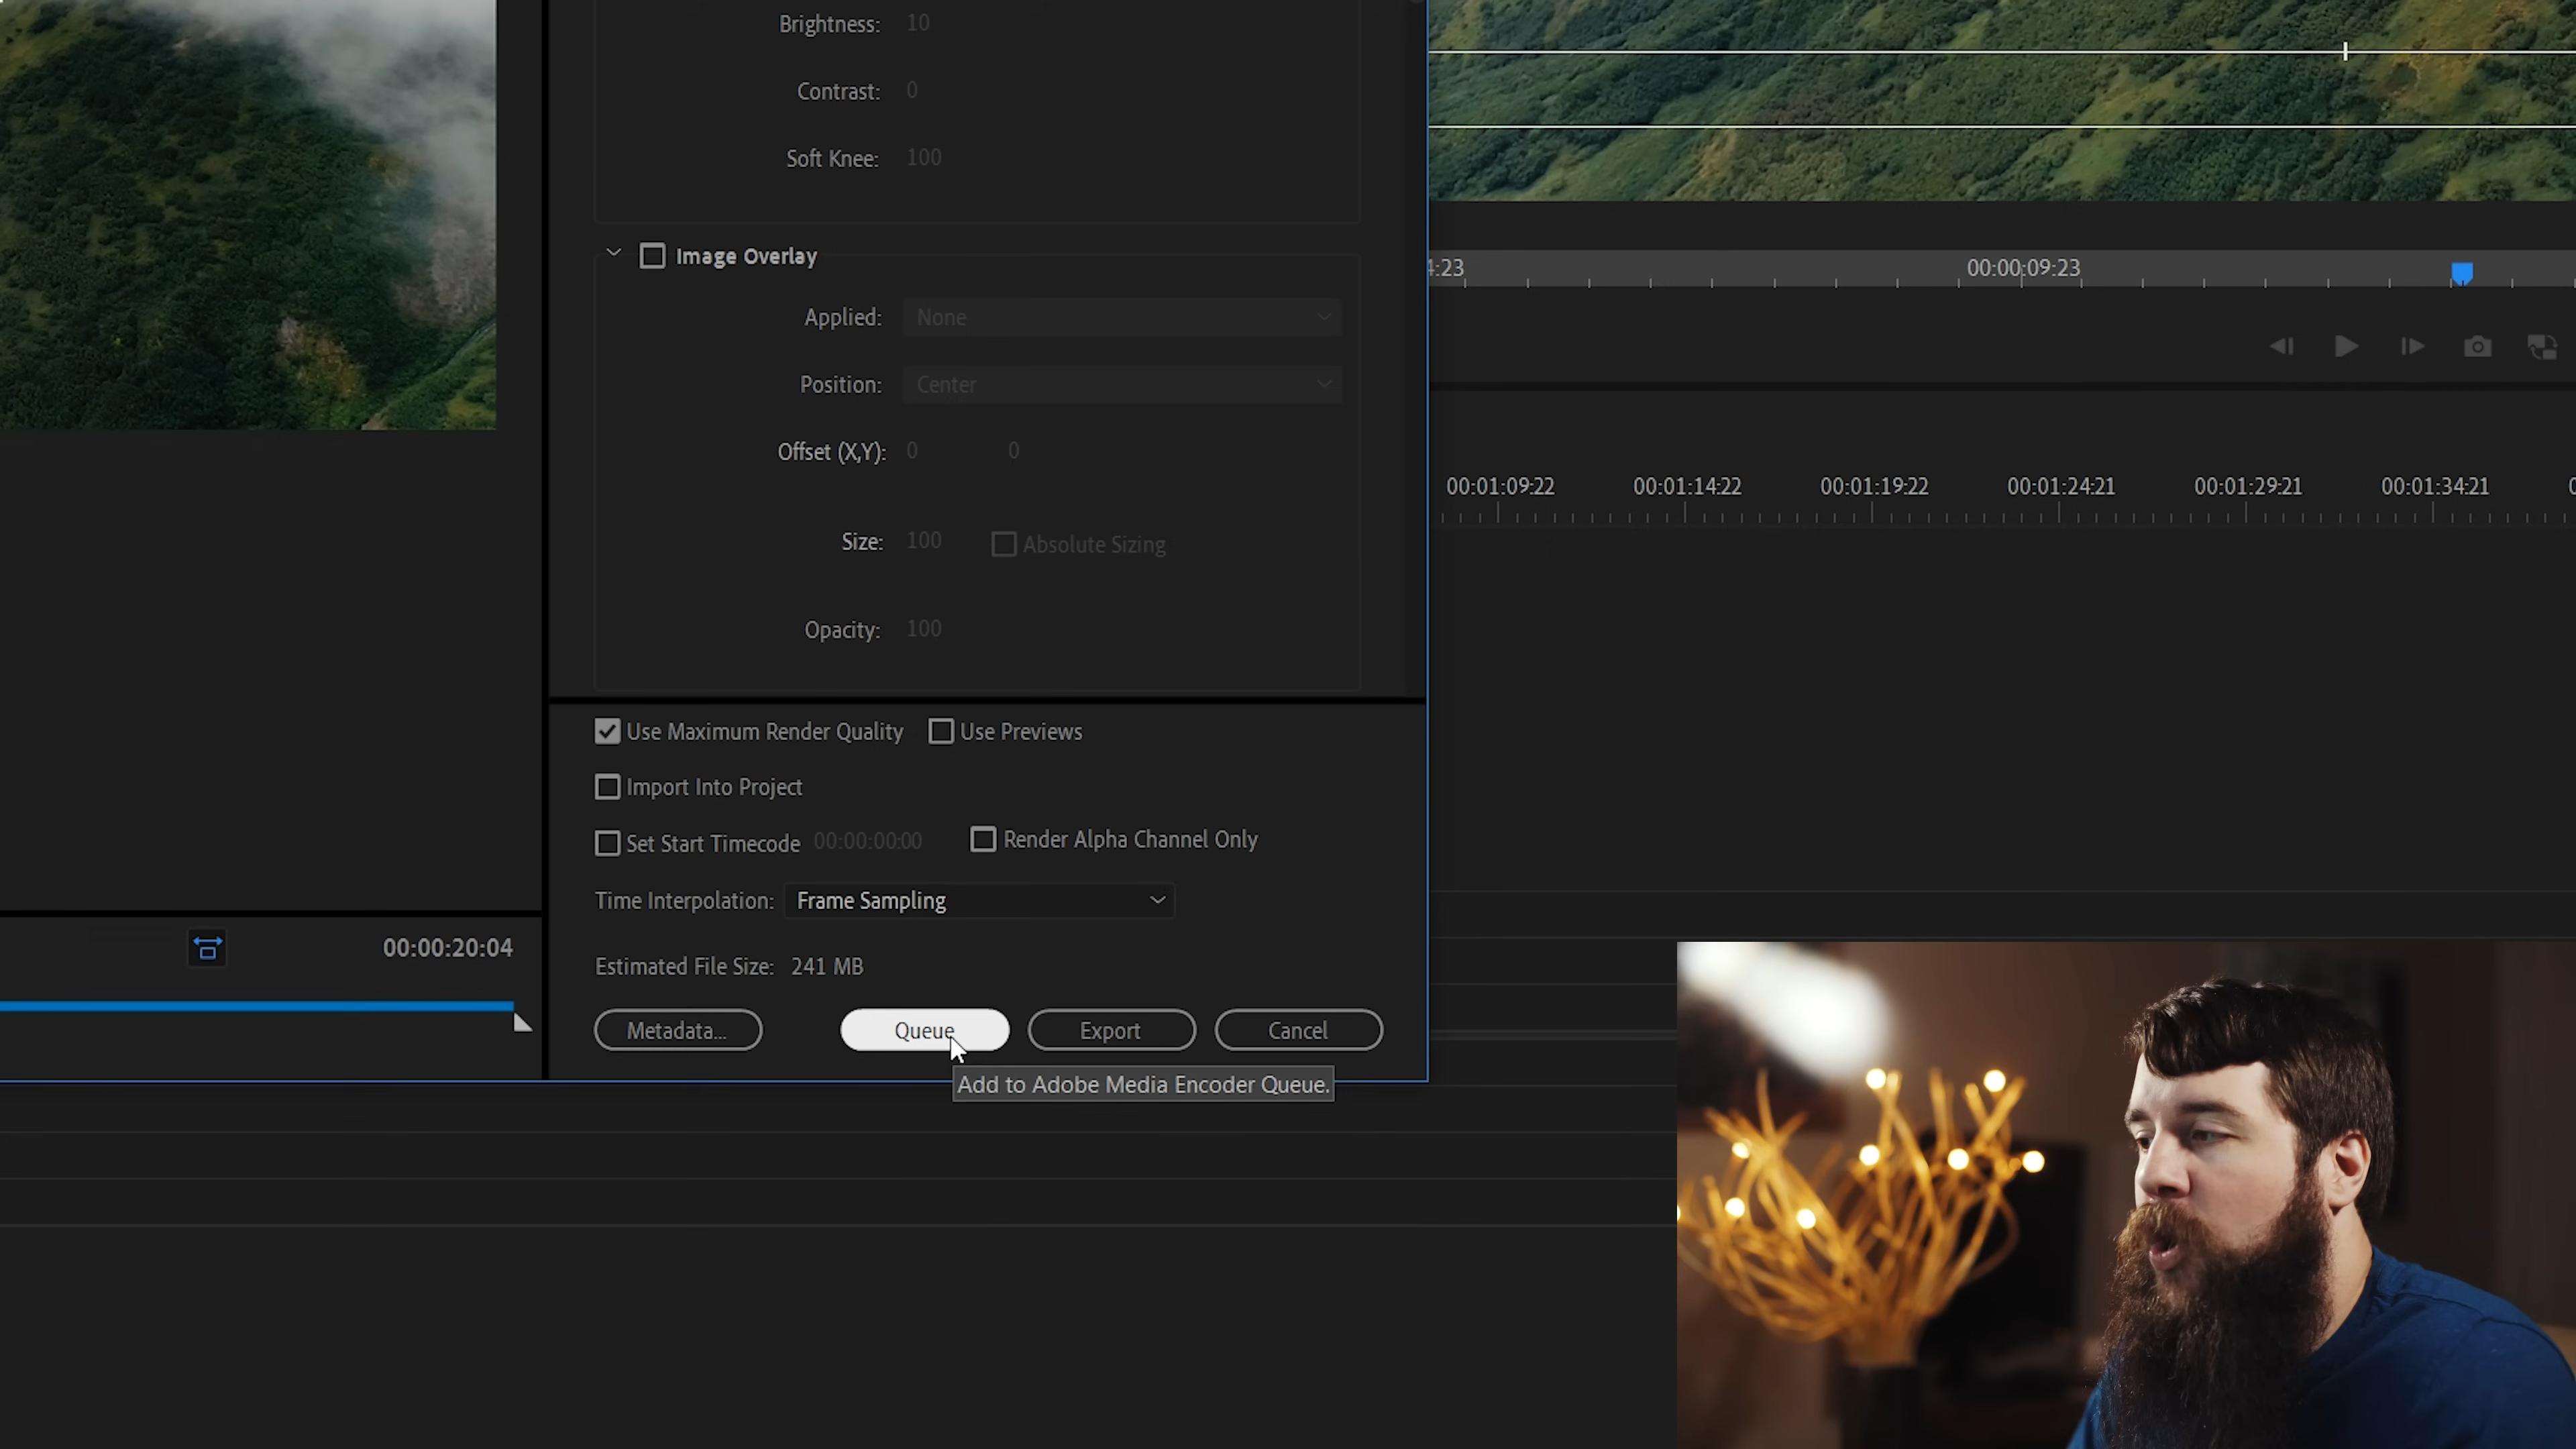 Brightness: 10
Contrast: 0
Soft Knee: 100
Image Overlay
Applied: None
Position: Center
Offset (X,Y): 0 0
Size: 100 Absolute Sizing
Opacity: 100
Use Maximum Render Quality Use Previews
Import Into Project
Set Start Timecode 00:00:00:00 Render Alpha Channel Only
Time Interpolation: Frame Sampling
Estimated File Size: 241 MB
Metadata... Queue Export Cancel
Add to Adobe Media Encoder Queue.
00:00:20:04
4:23 00:00:09:23
00:01:09:22 00:01:14:22 00:01:19:22 00:01:24:21 00:01:29:21 00:01:34:21